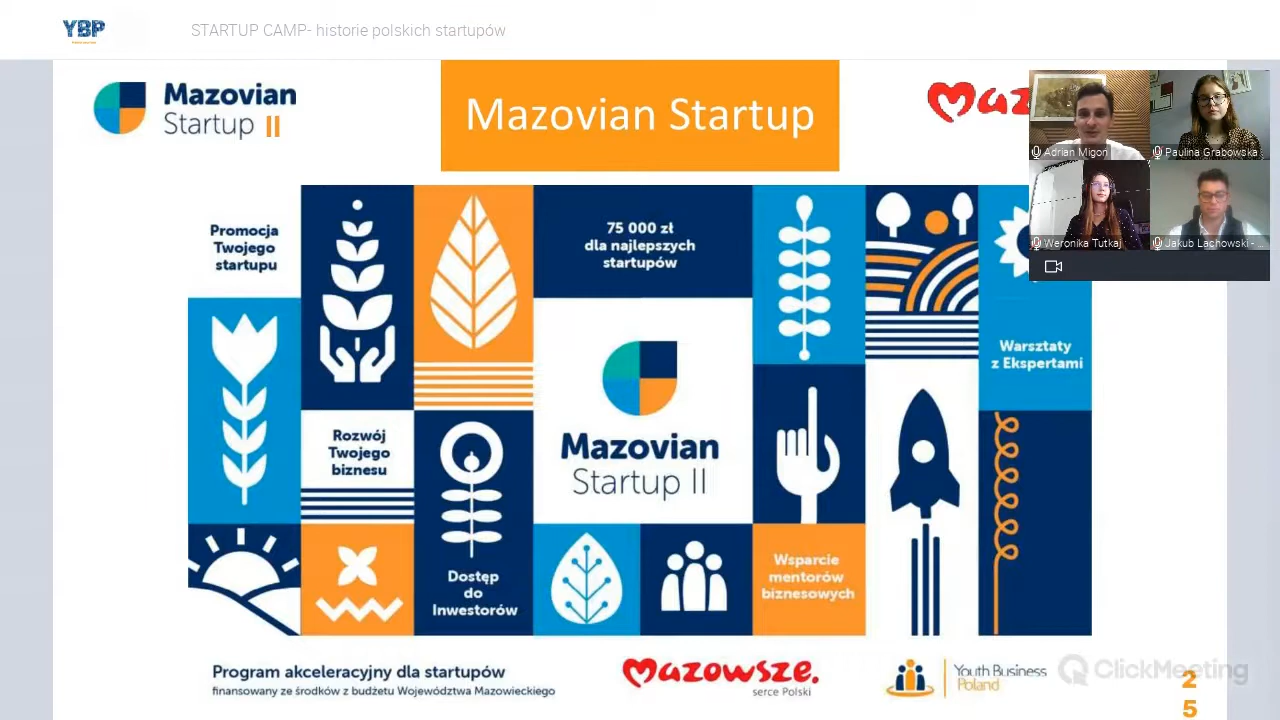 YBP
STARTUP CAMP- historie polskich startupów
Mazovian
Startup II
Mazovian Startup
Adrian Migoń
Paulina Grabowska
Weronika Tutkaj
Jakub Lachowski - ...
Promocja
Twojego
startupu
75 000 zł
dla najlepszych
startupów
Warsztaty
z Ekspertami
Rozwój
Twojego
biznesu
Mazovian
Startup II
Dostęp
do
Inwestorów
Wsparcie
mentorów
biznesowych
Program akceleracyjny dla startupów
finansowany ze środków z budżetu Województwa Mazowieckiego
Mazowsze.
serce Polski
Youth Business
Poland
ClickMeeting
2
5